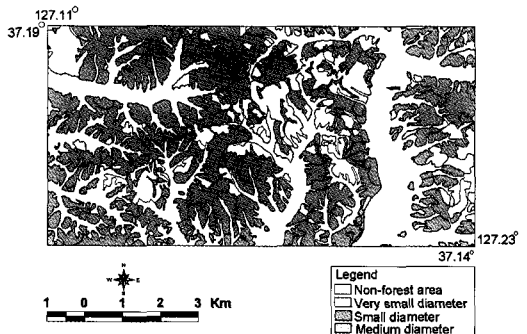 127.11°
37.19°
127.23°
37.14°
N
W E
S
1 0 1 2 3 Km
Legend
Non-forest area
Very small diameter
Small diameter
Medium diameter